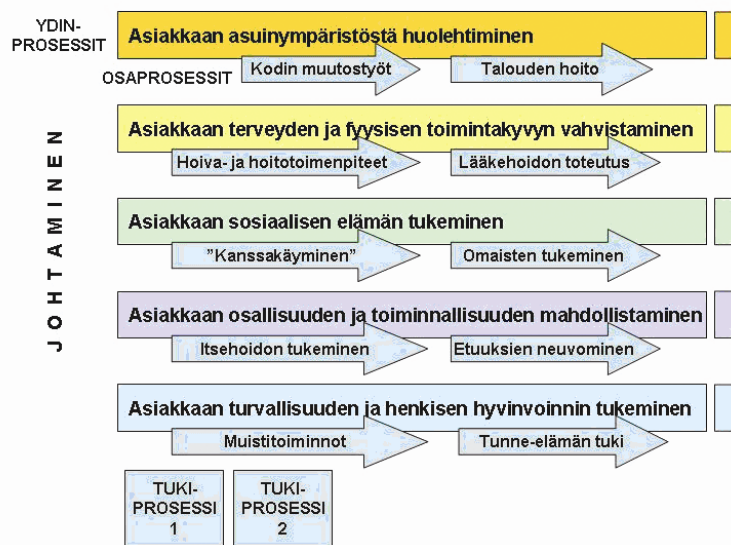 YDIN-
PROSESSIT
Asiakkaan asuinympäristöstä huolehtiminen
OSAPROSESSIT
Kodin muutostyöt
Talouden hoito
JOHTAMINEN
Asiakkaan terveyden ja fyysisen toimintakyvyn vahvistaminen
Hoiva- ja hoitotoimenpiteet
Lääkehoidon toteutus
Asiakkaan sosiaalisen elämän tukeminen
”Kanssakäyminen”
Omaisten tukeminen
Asiakkaan osallisuuden ja toiminnallisuuden mahdollistaminen
Itsehoidon tukeminen
Etuuksien neuvominen
Asiakkaan turvallisuuden ja henkisen hyvinvoinnin tukeminen
Muistitoiminnot
Tunne-elämän tuki
TUKI-
PROSESSI
1
TUKI-
PROSESSI
2